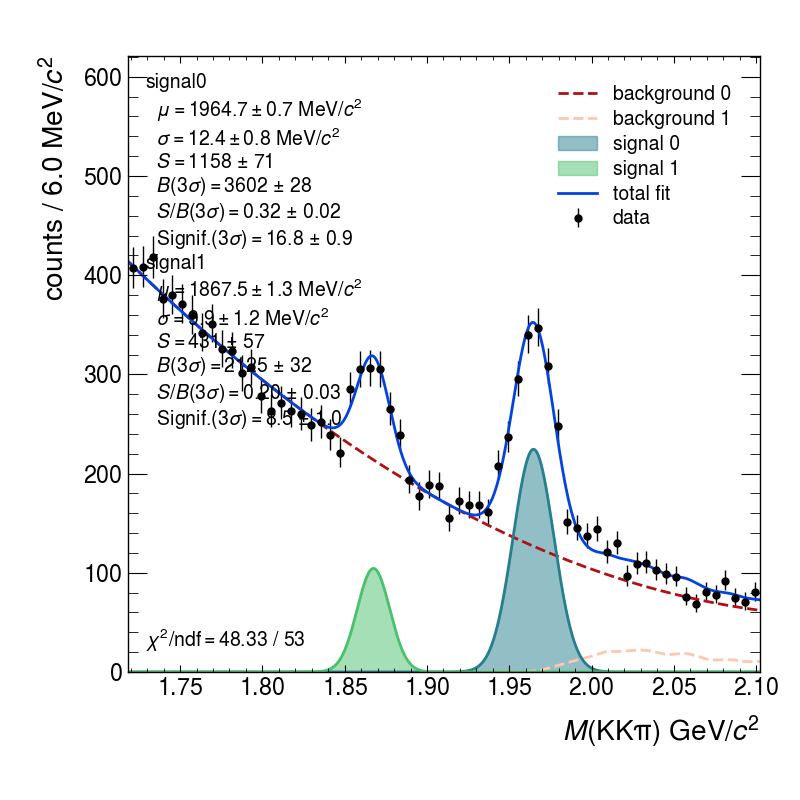 counts / 6.0 MeV/c²
600
500
400
300
200
100
0
signal0
μ = 1964.7 ± 0.7 MeV/c²
σ = 12.4 ± 0.8 MeV/c²
S = 1158 ± 71
B(3σ) = 3602 ± 28
S/B(3σ) = 0.32 ± 0.02
Signif.(3σ) = 16.8 ± 0.9
signal1
μ = 1867.5 ± 1.3 MeV/c²
± 1.2 MeV/c²
± 57
± 32
S/B(3σ) = 0.20 ± 0.03
Signif.(3σ) = 8.5 ± 1.0
χ²/ndf = 48.33 / 53
background 0
background 1
signal 0
signal 1
total fit
data
1.75
1.80
1.85
1.90
1.95
2.00
2.05
2.10
M(KKπ) GeV/c²